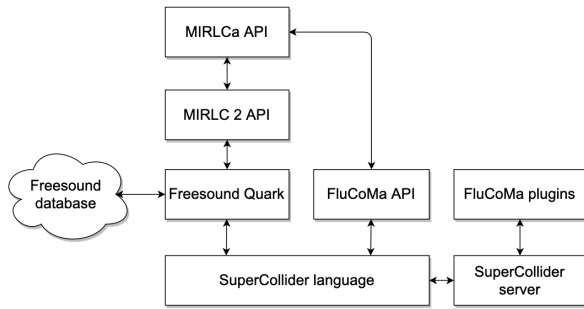 MIRLCa API
MIRLC 2 API
Freesound
database
Freesound Quark
FluCoMa API
FluCoMa plugins
SuperCollider language
SuperCollider
server